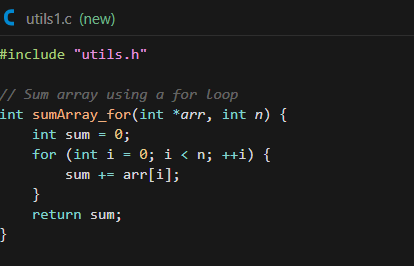 utils1.c (new)
#include "utils.h"
// Sum array using a for loop
int sumArray_for(int *arr, int n) {
    int sum = 0;
    for (int i = 0; i < n; ++i) {
        sum += arr[i];
    }
    return sum;
}